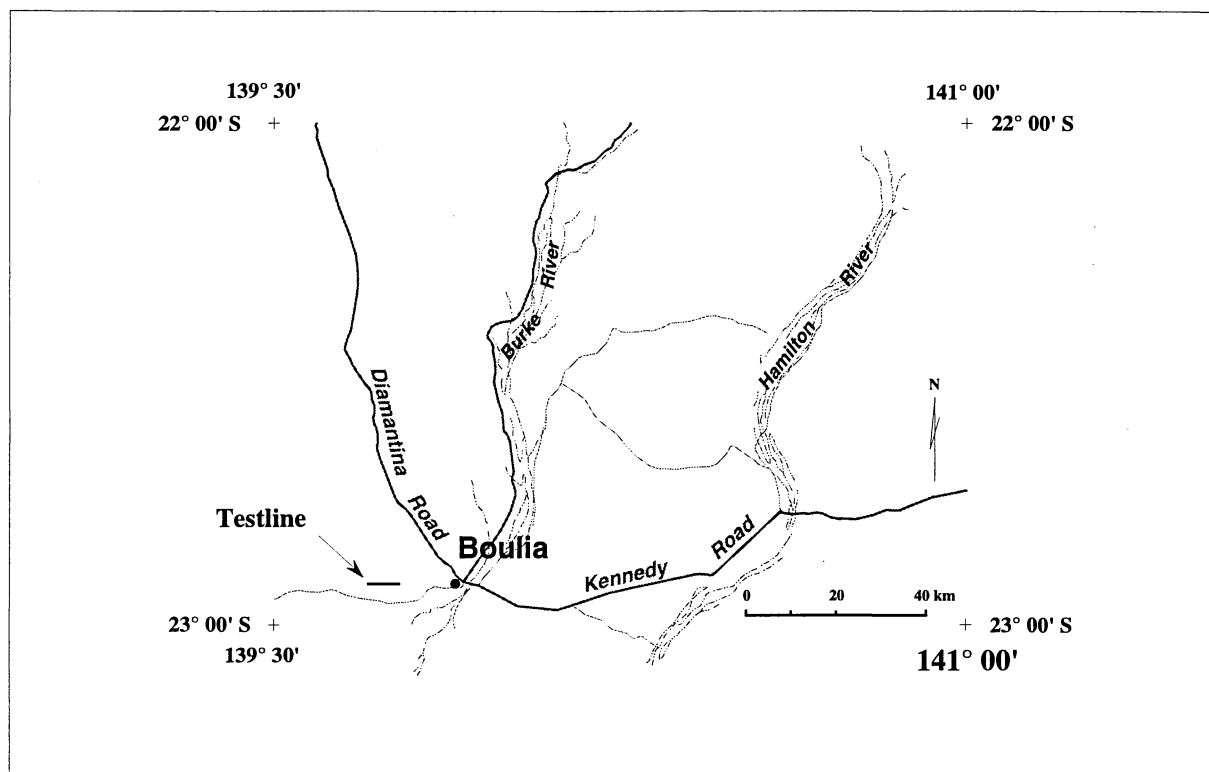 139° 30'
141° 00'
22° 00' S
22° 00' S
River
River
Burke
Hamilton
N
Diamantina
Road
Testline
Boulia
Road
Kennedy
0 20 40 km
23° 00' S
23° 00' S
139° 30'
141° 00'